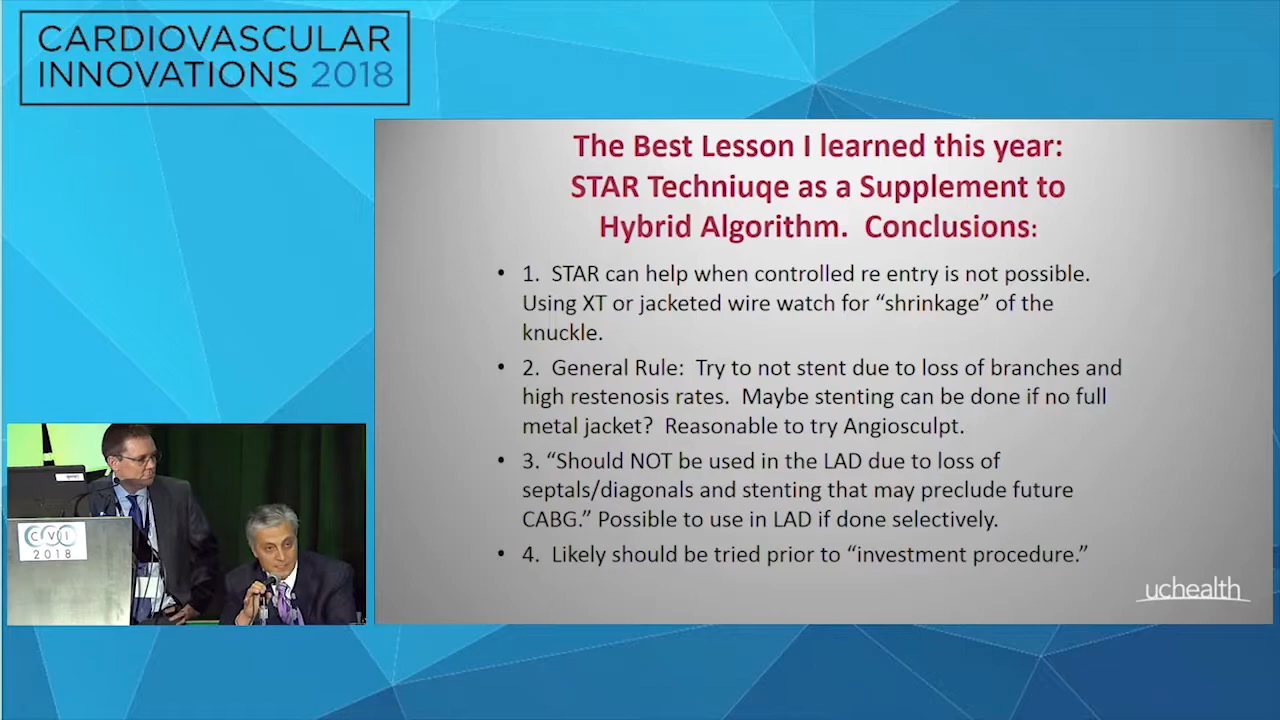 CARDIOVASCULAR
INNOVATIONS 2018
The Best Lesson I learned this year:
STAR Techniuqe as a Supplement to
Hybrid Algorithm. Conclusions:
• 1. STAR can help when controlled re entry is not possible.
Using XT or jacketed wire watch for “shrinkage” of the
knuckle.
• 2. General Rule: Try to not stent due to loss of branches and
high restenosis rates. Maybe stenting can be done if no full
metal jacket? Reasonable to try Angiosculpt.
• 3. “Should NOT be used in the LAD due to loss of
septals/diagonals and stenting that may preclude future
CABG.” Possible to use in LAD if done selectively.
• 4. Likely should be tried prior to “investment procedure.”
uchealth
CVI
2018